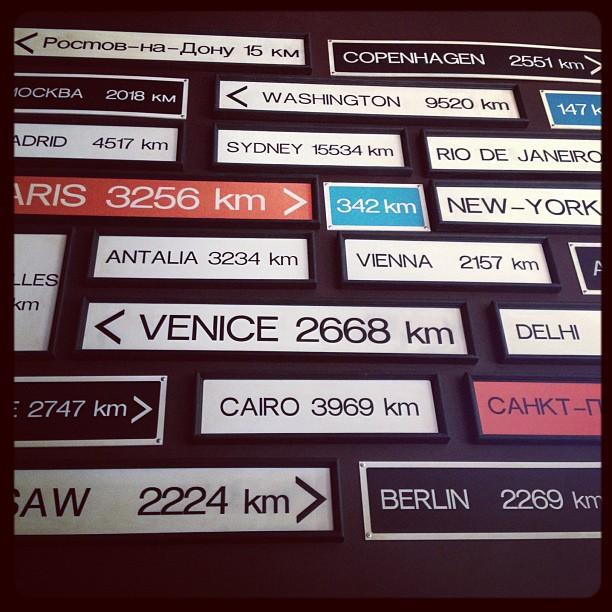 < Ростов-на-Дону 15 км
COPENHAGEN 2551 km >
МОСКВА 2018 км
< WASHINGTON 9520 km
147 k
ADRID 4517 km
SYDNEY 15534 km
RIO DE JANEIRO
ARIS 3256 km >
342 km
NEW-YORK
LLES
km
ANTALIA 3234 km
VIENNA 2157 km
< VENICE 2668 km
DELHI
E 2747 km >
CAIRO 3969 km
САНКТ-П
SAW 2224 km >
BERLIN 2269 km